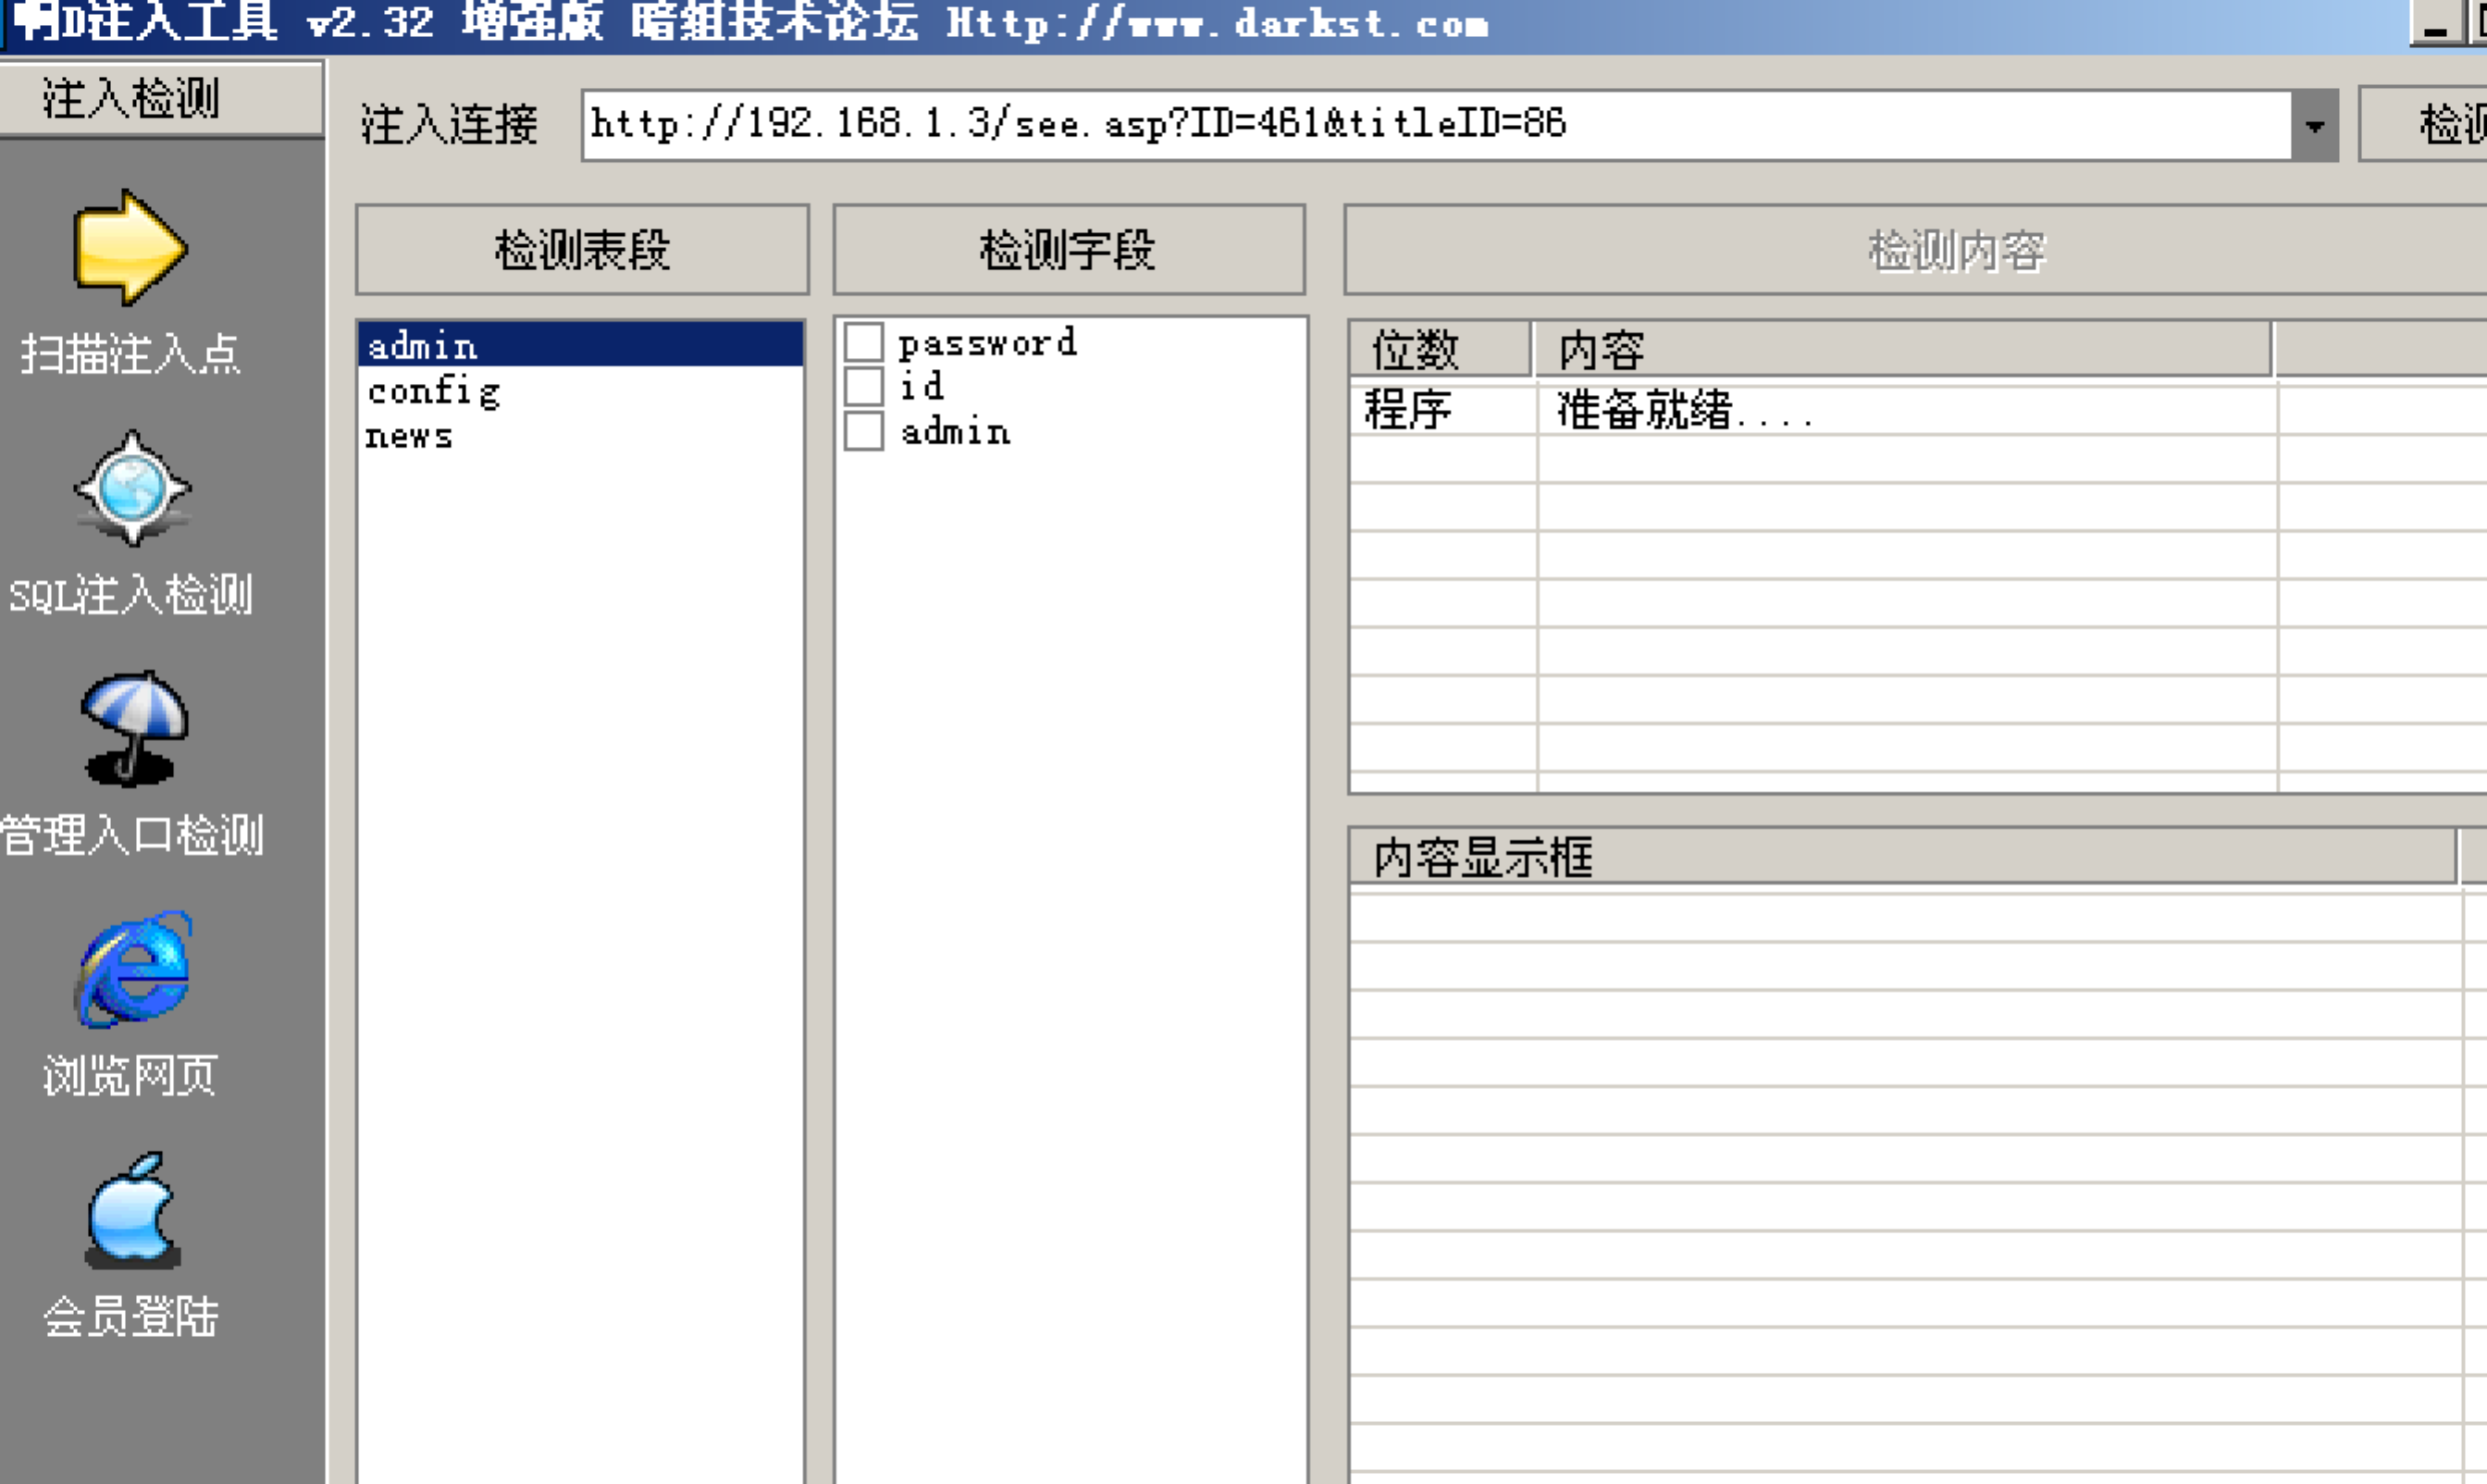 D注入工具 v2.32 增强版 暗组技术论坛 Http://www.darkst.com
注入检测
注入连接 http://192.168.1.3/see.asp?ID=461&titleID=86
检测表段 检测字段 检测内容
扫描注入点
SQL注入检测
管理入口检测
浏览网页
会员登陆
admin
config
news
password
id
admin
位数 内容
程序 准备就绪....
内容显示框